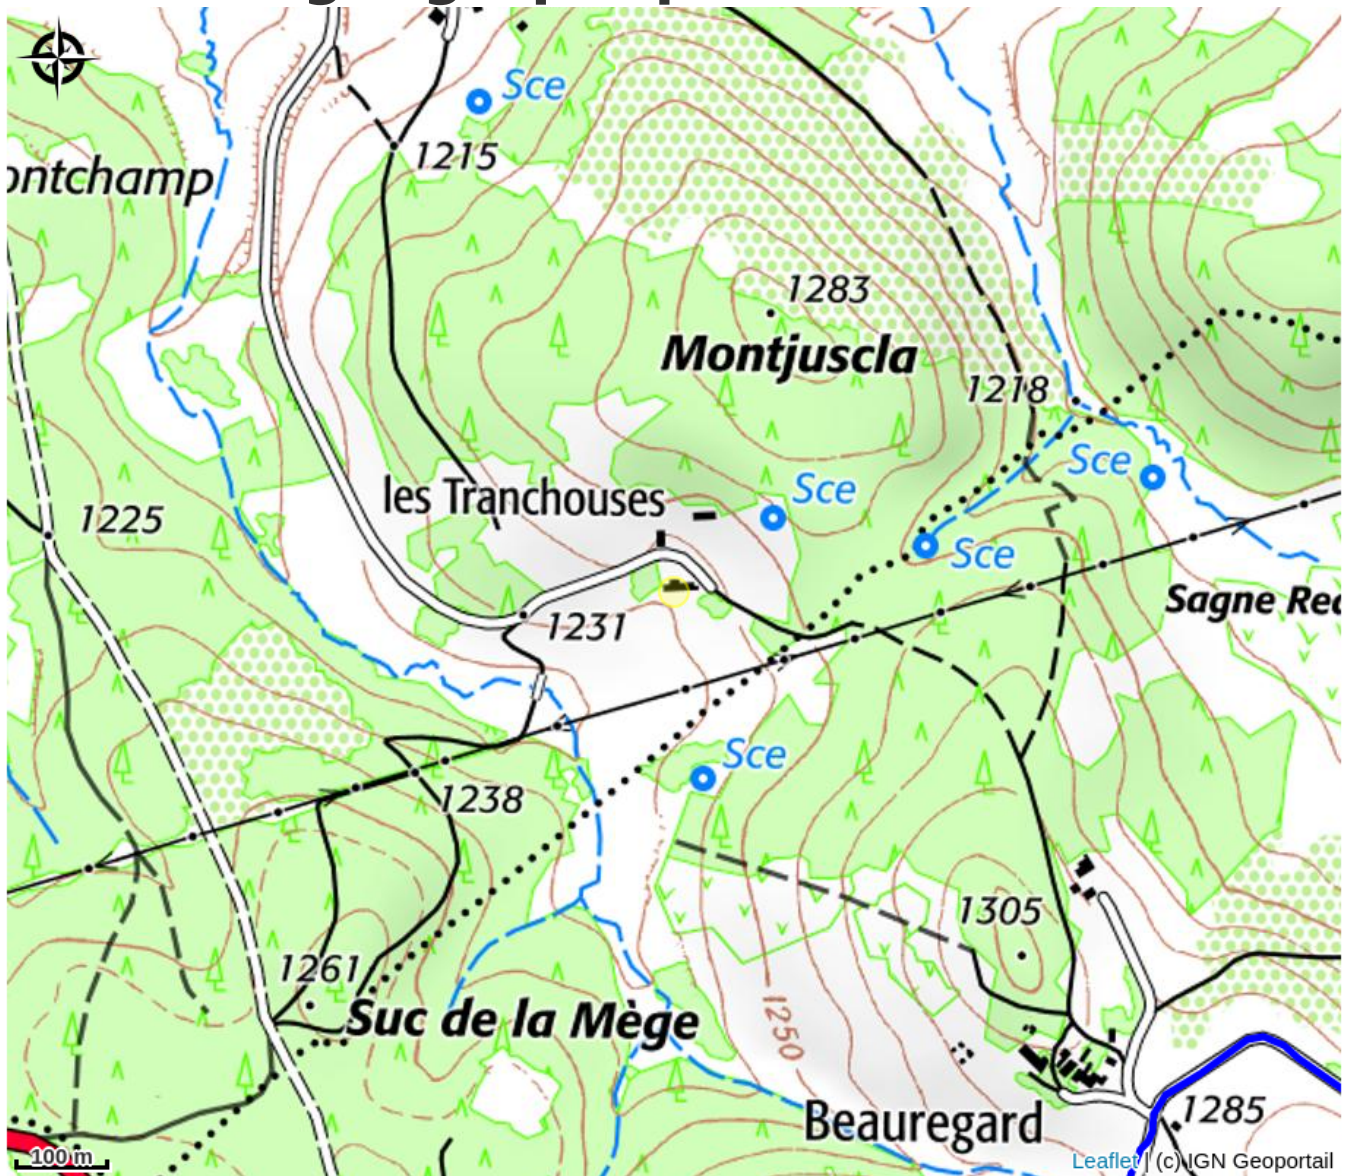 Sce
1215
ontchamp
1283
Montjuscla
1218
Sce
les Tranchouses
Sce
1225
Sce
Sagne Rec
1231
Sce
1238
1305
1261
Suc de la Mège
1250
Beauregard
1285
100 m
Leaflet | (c) IGN Geoportail